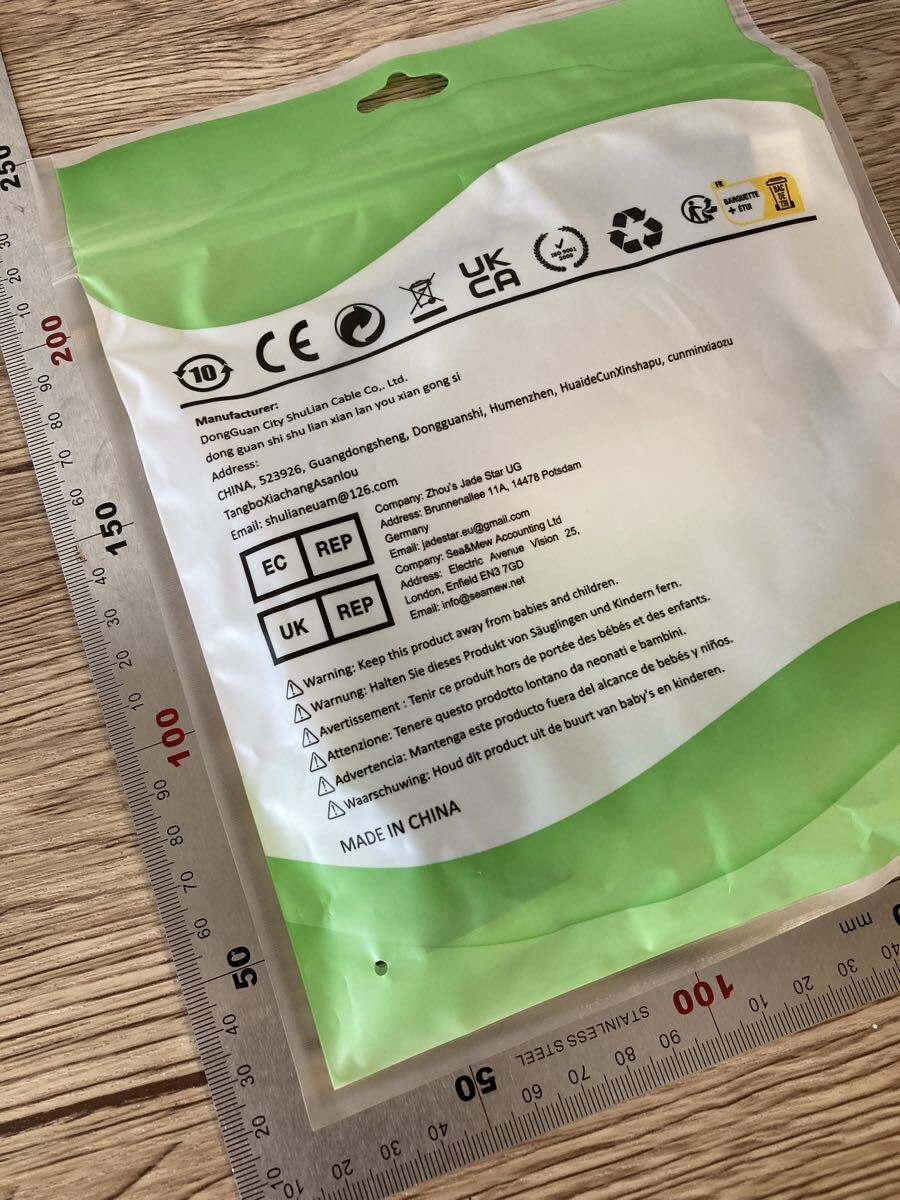 FR
BARQUETTE
+ ÉTUI
BAC
DE
TRI
ISO 9001
UK
CA
CE
10
Manufacturer:
DongGuan City ShuLian Cable Co,. Ltd.
dong guan shi shu lian xian lan you xian gong si
Address:
CHINA, 523926, Guangdongsheng, Dongguanshi, Humenzhen, HuaideCunXinshapu, cunminxiaozu
TangboXiachangAsanlou
Email: shulianeuam@126.com
EC REP
Company: Zhou's Jade Star UG
Address: Brunnenallee 11A, 14478 Potsdam
Germany
Email: jadestar.eu@gmail.com
UK REP
Company: Sea&Mew Accounting Ltd
Address: Electric Avenue Vision 25,
London, Enfield EN3 7GD
Email: info@seamew.net
Warning: Keep this product away from babies and children.
Warnung: Halten Sie dieses Produkt von Säuglingen und Kindern fern.
Avertissement : Tenir ce produit hors de portée des bébés et des enfants.
Attenzione: Tenere questo prodotto lontano da neonati e bambini.
Advertencia: Mantenga este producto fuera del alcance de bebés y niños.
Waarschuwing: Houd dit product uit de buurt van baby's en kinderen.
MADE IN CHINA
250
30
20
10
200
90
80
70
60
150
40
30
20
10
100
90
80
70
60
50
40
30
20
10
10
20
30
40
50
60
70
80
90
100
10
20
30
40
STAINLESS STEEL
mm